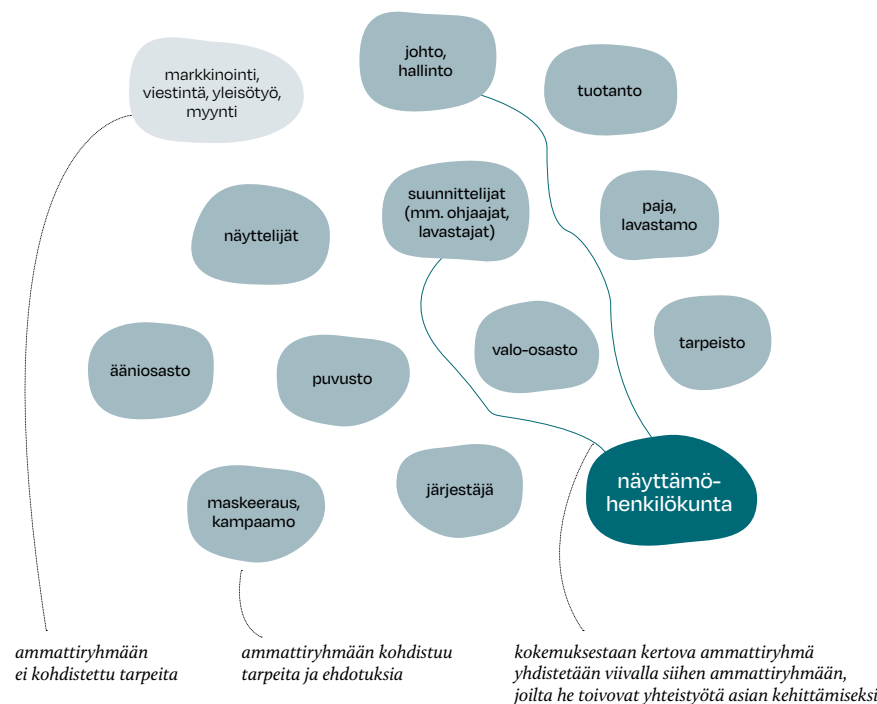 johto,
hallinto
markkinointi,
viestintä, yleisötyö,
myynti
tuotanto
suunnittelijat
(mm. ohjaajat,
lavastajat)
paja,
lavastamo
näyttelijät
valo-osasto
tarpeisto
ääniosasto
puvusto
näyttämö-
henkilökunta
järjestäjä
maskeeraus,
kampaamo
ammattiryhmään
ei kohdistettu tarpeita
ammattiryhmään kohdistuu
tarpeita ja ehdotuksia
kokemuksestaan kertova ammattiryhmä
yhdistetään viivalla siihen ammattiryhmään,
joilta he toivovat yhteistyötä asian kehittämiseksi